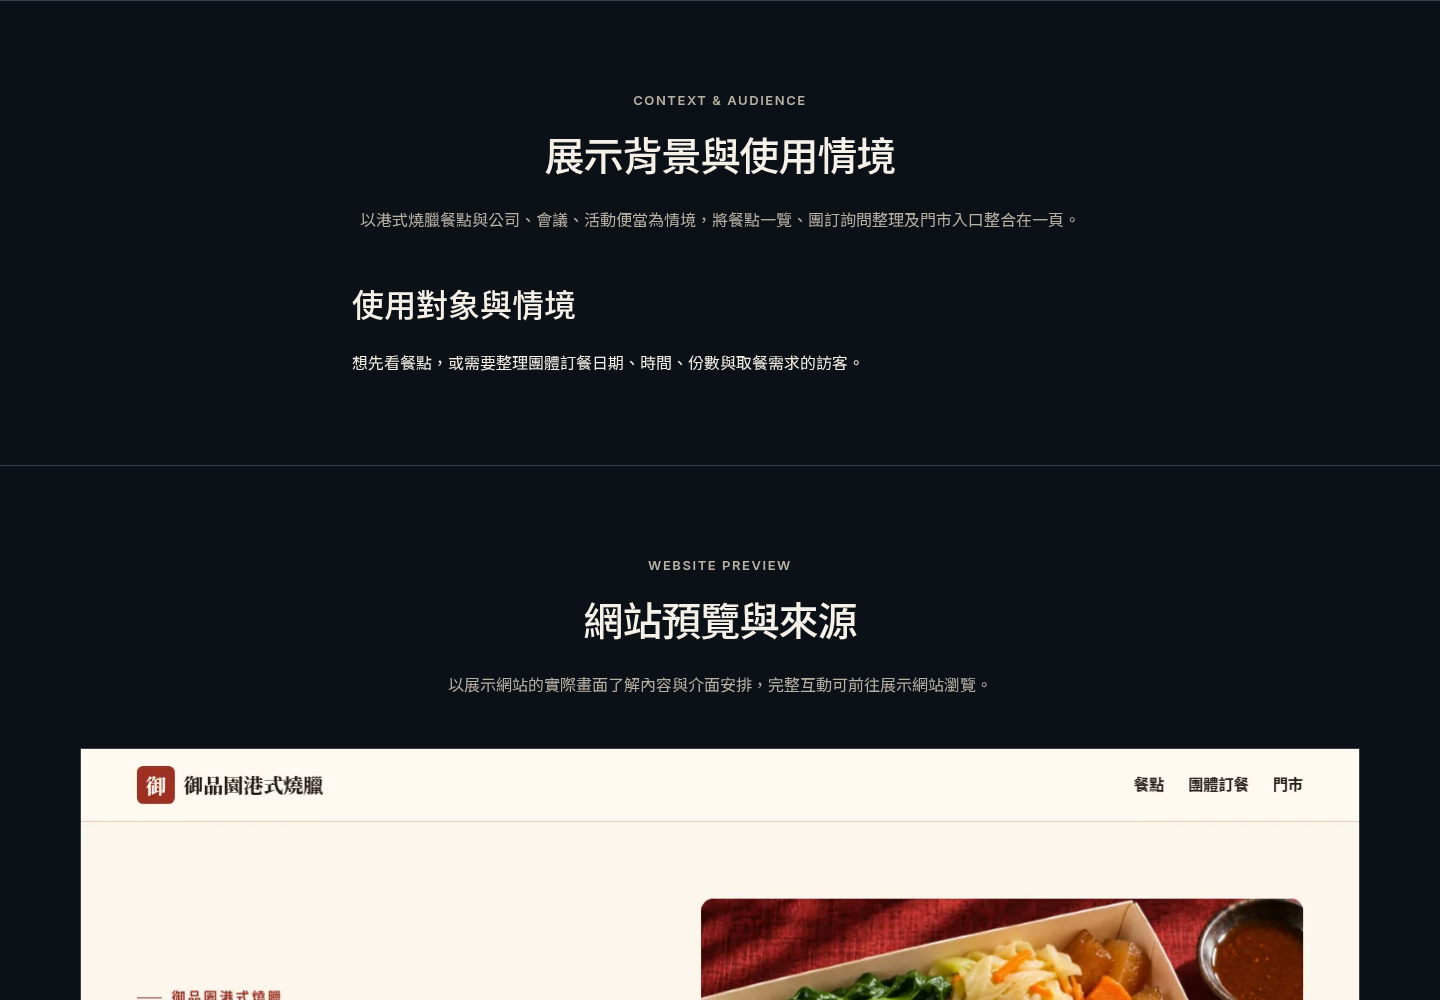 CONTEXT & AUDIENCE
展示背景與使用情境
以港式燒臘餐點與公司、會議、活動便當為情境，將餐點一覽、團訂詢問整理及門市入口整合在一頁。
使用對象與情境
想先看餐點，或需要整理團體訂餐日期、時間、份數與取餐需求的訪客。
WEBSITE PREVIEW
網站預覽與來源
以展示網站的實際畫面了解內容與介面安排，完整互動可前往展示網站瀏覽。
御 御品園港式燒臘 餐點 團體訂餐 門市
御品園港式燒臘